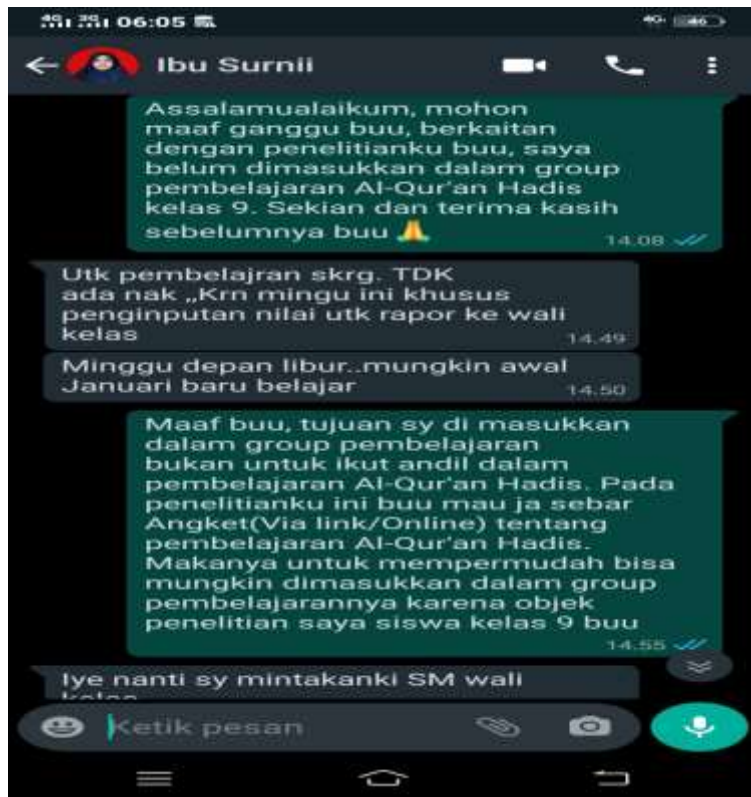 4G 3G 06:05 4G+ 46
Ibu Surnii
Assalamualaikum, mohon
maaf ganggu buu, berkaitan
dengan penelitianku buu, saya
belum dimasukkan dalam group
pembelajaran Al-Qur'an Hadis
kelas 9. Sekian dan terima kasih
sebelumnya buu 🙏
14.08
Utk pembelajran skrg. TDK
ada nak „Krn mingu ini khusus
penginputan nilai utk rapor ke wali
kelas
14.49
Minggu depan libur..mungkin awal
Januari baru belajar
14.50
Maaf buu, tujuan sy di masukkan
dalam group pembelajaran
bukan untuk ikut andil dalam
pembelajaran Al-Qur'an Hadis. Pada
penelitianku ini buu mau ja sebar
Angket(Via link/Online) tentang
pembelajaran Al-Qur'an Hadis.
Makanya untuk mempermudah bisa
mungkin dimasukkan dalam group
pembelajarannya karena objek
penelitian saya siswa kelas 9 buu
14.55
Iye nanti sy mintakanki SM wali
kelas
Ketik pesan